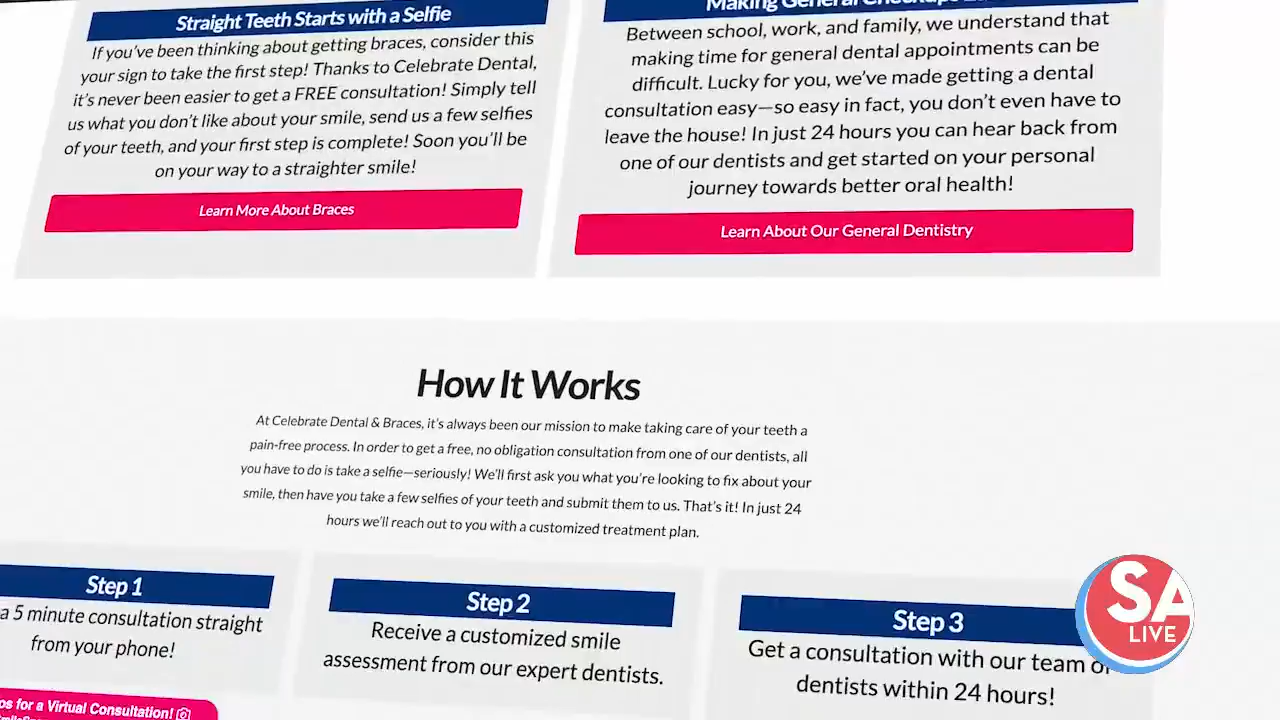 Straight Teeth Starts with a Selfie
If you've been thinking about getting braces, consider this
your sign to take the first step! Thanks to Celebrate Dental,
it's never been easier to get a FREE consultation! Simply tell
us what you don't like about your smile, send us a few selfies
of your teeth, and your first step is complete! Soon you'll be
on your way to a straighter smile!
Learn More About Braces
Making General Checkups
Between school, work, and family, we understand that
making time for general dental appointments can be
difficult. Lucky for you, we've made getting a dental
consultation easy—so easy in fact, you don't even have to
leave the house! In just 24 hours you can hear back from
one of our dentists and get started on your personal
journey towards better oral health!
Learn About Our General Dentistry
How It Works
At Celebrate Dental & Braces, it's always been our mission to make taking care of your teeth a
pain-free process. In order to get a free, no obligation consultation from one of our dentists, all
you have to do is take a selfie—seriously! We'll first ask you what you're looking to fix about your
smile, then have you take a few selfies of your teeth and submit them to us. That's it! In just 24
hours we'll reach out to you with a customized treatment plan.
Step 1
a 5 minute consultation straight
from your phone!
for a Virtual Consultation!
Step 2
Receive a customized smile
assessment from our expert dentists.
Step 3
Get a consultation with our team of
dentists within 24 hours!
SA
LIVE